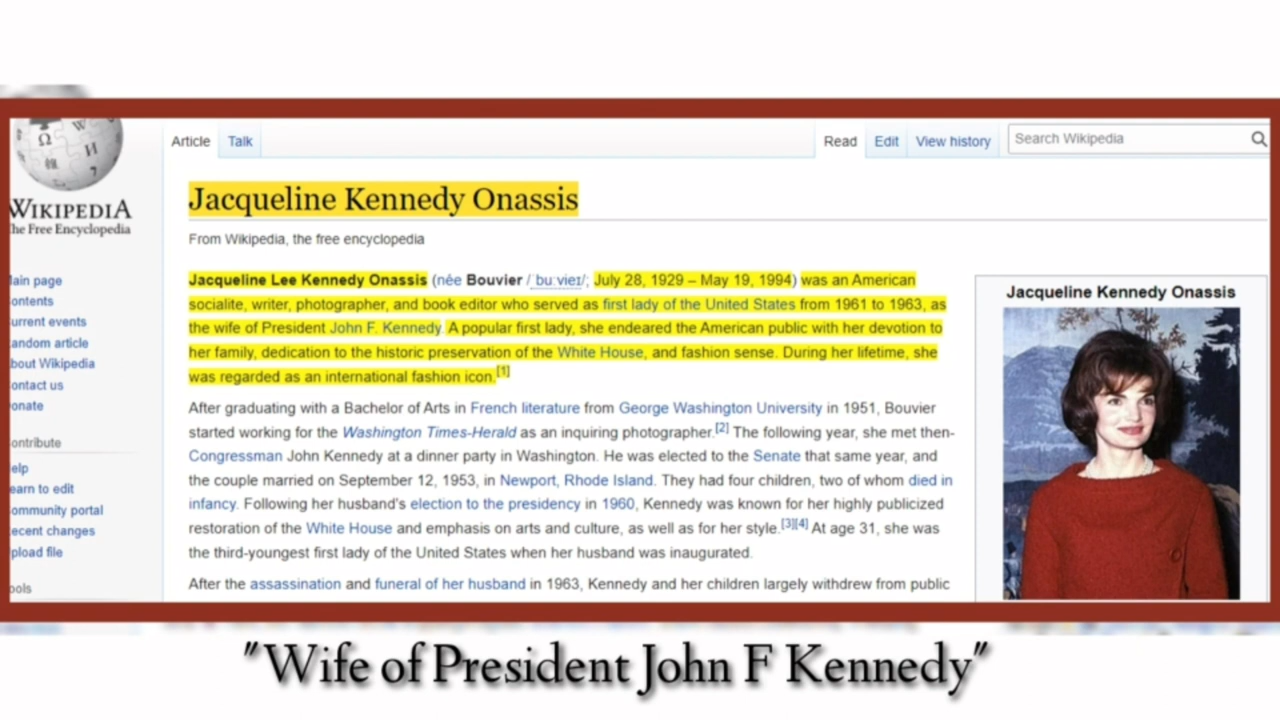 Article Talk Read Edit View history Search Wikipedia
Jacqueline Kennedy Onassis
WIKIPEDIA
The Free Encyclopedia
From Wikipedia, the free encyclopedia
ain page
ontents
urrent events
andom article
bout Wikipedia
ontact us
onate
ontribute
elp
earn to edit
ommunity portal
ecent changes
pload file
ools
Jacqueline Lee Kennedy Onassis (née Bouvier /ˈbuːvieɪ/; July 28, 1929 – May 19, 1994) was an American
socialite, writer, photographer, and book editor who served as first lady of the United States from 1961 to 1963, as
the wife of President John F. Kennedy. A popular first lady, she endeared the American public with her devotion to
her family, dedication to the historic preservation of the White House, and fashion sense. During her lifetime, she
was regarded as an international fashion icon.[1]
After graduating with a Bachelor of Arts in French literature from George Washington University in 1951, Bouvier
started working for the Washington Times-Herald as an inquiring photographer.[2] The following year, she met then-
Congressman John Kennedy at a dinner party in Washington. He was elected to the Senate that same year, and
the couple married on September 12, 1953, in Newport, Rhode Island. They had four children, two of whom died in
infancy. Following her husband's election to the presidency in 1960, Kennedy was known for her highly publicized
restoration of the White House and emphasis on arts and culture, as well as for her style.[3][4] At age 31, she was
the third-youngest first lady of the United States when her husband was inaugurated.
After the assassination and funeral of her husband in 1963, Kennedy and her children largely withdrew from public
Jacqueline Kennedy Onassis
"Wife of President John F Kennedy"